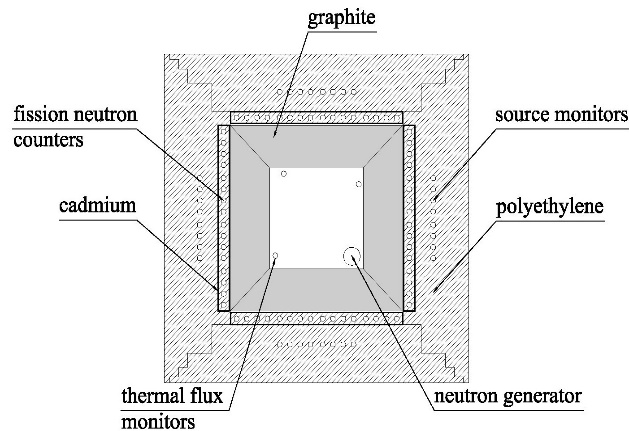 graphite
fission neutron
counters
source monitors
cadmium
polyethylene
thermal flux
monitors
neutron generator